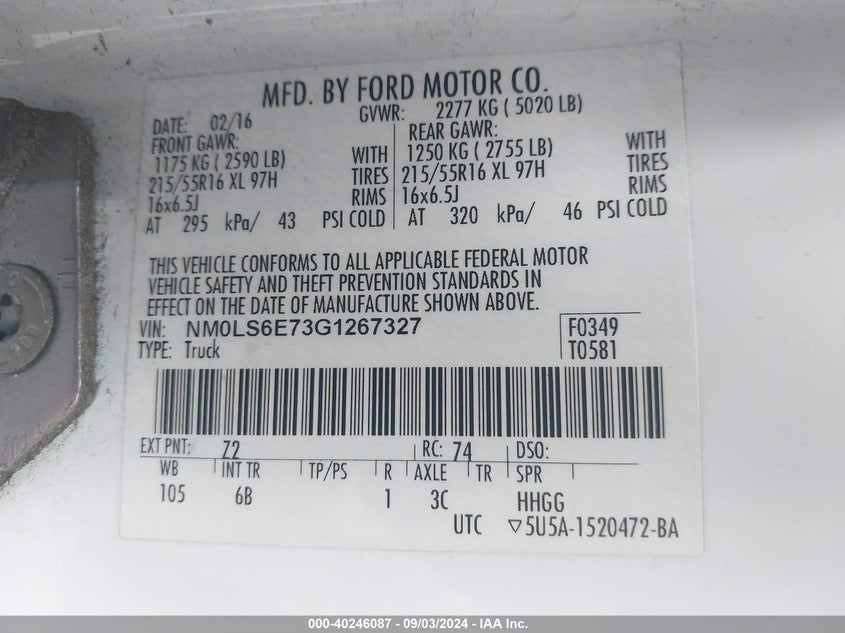 MFD. BY FORD MOTOR CO.
DATE: 02/16 GVWR: 2277 KG ( 5020 LB)
FRONT GAWR: REAR GAWR:
1175 KG ( 2590 LB) WITH 1250 KG ( 2755 LB) WITH
215/55R16 XL 97H TIRES 215/55R16 XL 97H TIRES
16x6.5J RIMS 16x6.5J RIMS
AT 295 kPa/ 43 PSI COLD AT 320 kPa/ 46 PSI COLD
THIS VEHICLE CONFORMS TO ALL APPLICABLE FEDERAL MOTOR
VEHICLE SAFETY AND THEFT PREVENTION STANDARDS IN
EFFECT ON THE DATE OF MANUFACTURE SHOWN ABOVE.
VIN: NM0LS6E73G1267327 F0349
TYPE: Truck T0581
EXT PNT: Z2 RC: 74 DSO:
WB INT TR TP/PS R AXLE TR SPR
105 6B 1 3C HHGG
UTC ▽5U5A-1520472-BA
000-40246087 - 09/03/2024 - IAA Inc.